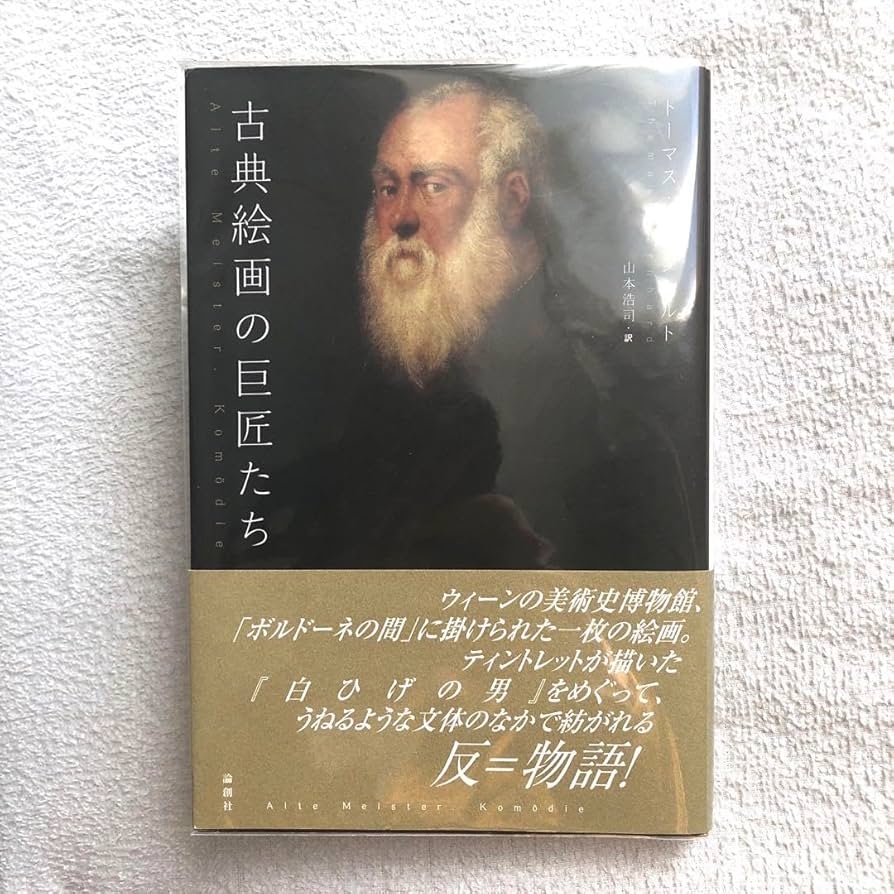 トーマス
山本浩司・訳
古典絵画の巨匠たち
Alte Meister. Komödie
ウィーンの美術史博物館、
「ボルドーネの間」に掛けられた一枚の絵画。
ティントレットが描いた
『白ひげの男』をめぐって、
うねるような文体のなかで紡がれる
反=物語!
論創社
Alte Meister. Komödie